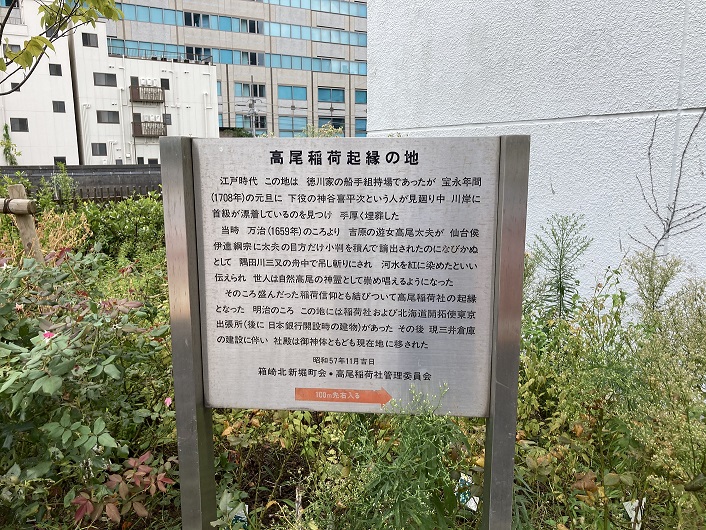 高尾稲荷起縁の地
江戸時代 この地は 徳川家の船手組持場であったが 宝永年間
(1708年)の元旦に 下役の神谷喜平次という人が見廻り中 川岸に
首級が漂着しているのを見つけ 手厚く埋葬した
当時 万治(1659年)のころより 吉原の遊女高尾太夫が 仙台侯
伊達綱宗に太夫の目方だけ小判を積んで請出されたのになびかぬ
として 隅田川三又の舟中で吊し斬りにされ 河水を紅に染めたといい
伝えられ 世人は自然高尾の神霊として崇め唱えるようになった
そのころ盛んだった稲荷信仰とも結びついて高尾稲荷社の起縁
となった 明治のころ この地には稲荷社および北海道開拓使東京
出張所(後に 日本銀行開設時の建物)があった その後 現三井倉庫
の建設に伴い 社殿は御神体ともども現在地に移された
昭和57年11月吉日
箱崎北新堀町会・高尾稲荷社管理委員会
100m先右入る